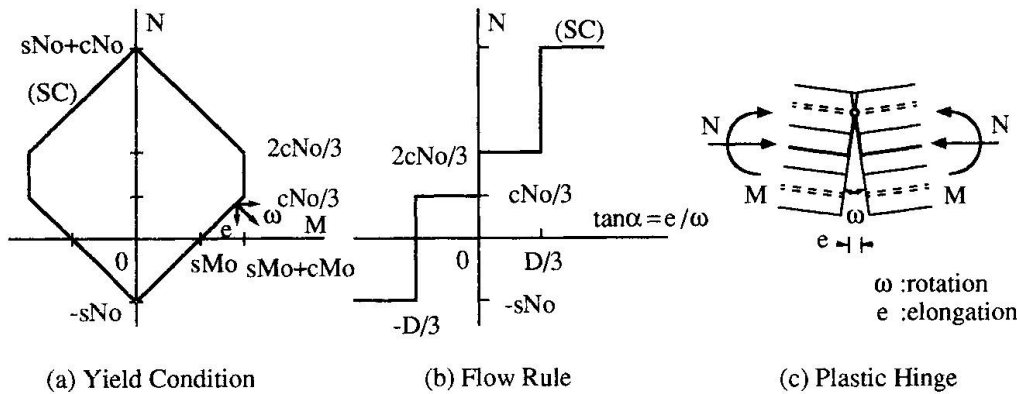 N
sNo+cNo
(SC)
2cNo/3
cNo/3
ω
e
M
0
sMo
sMo+cMo
-sNo
(a) Yield Condition
N
(SC)
2cNo/3
cNo/3
tanα=e/ω
0
D/3
-D/3
-sNo
(b) Flow Rule
N
N
M
M
ω
e
ω :rotation
e :elongation
(c) Plastic Hinge